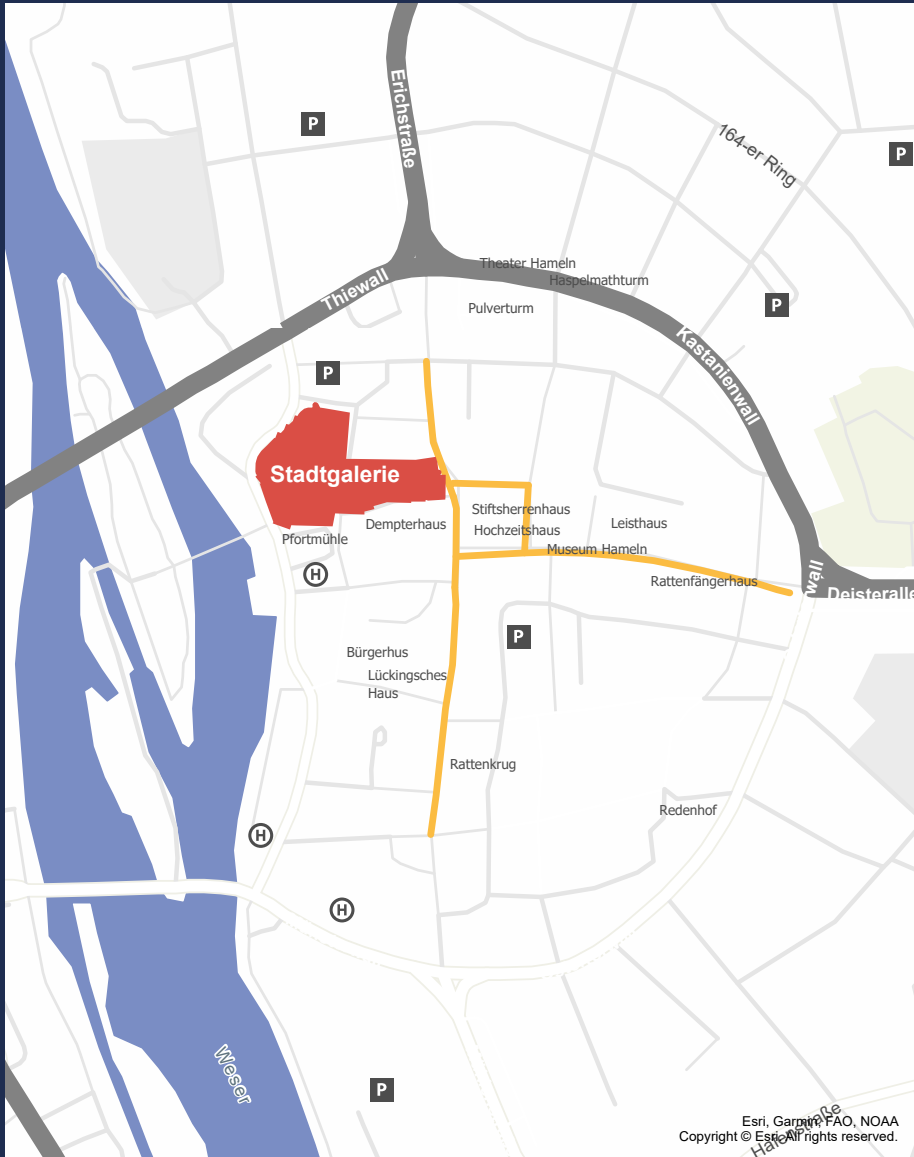 Erichstraße
P
164-er Ring
P
Theater Hameln
Haspelmathturm
Thiewall
Pulverturm
P
Kastanienwall
P
Stadtgalerie
Stiftsherrenhaus
Dempterhaus
Hochzeitshaus
Leisthaus
Pfortmühle
Museum Hameln
H
Rattenfängerhaus
wall
Deisteralle
P
Bürgerhus
Lückingsches
Haus
Rattenkrug
Redenhof
H
H
Weser
P
Hafenstraße
Esri, Garmin, FAO, NOAA
Copyright © Esri. All rights reserved.